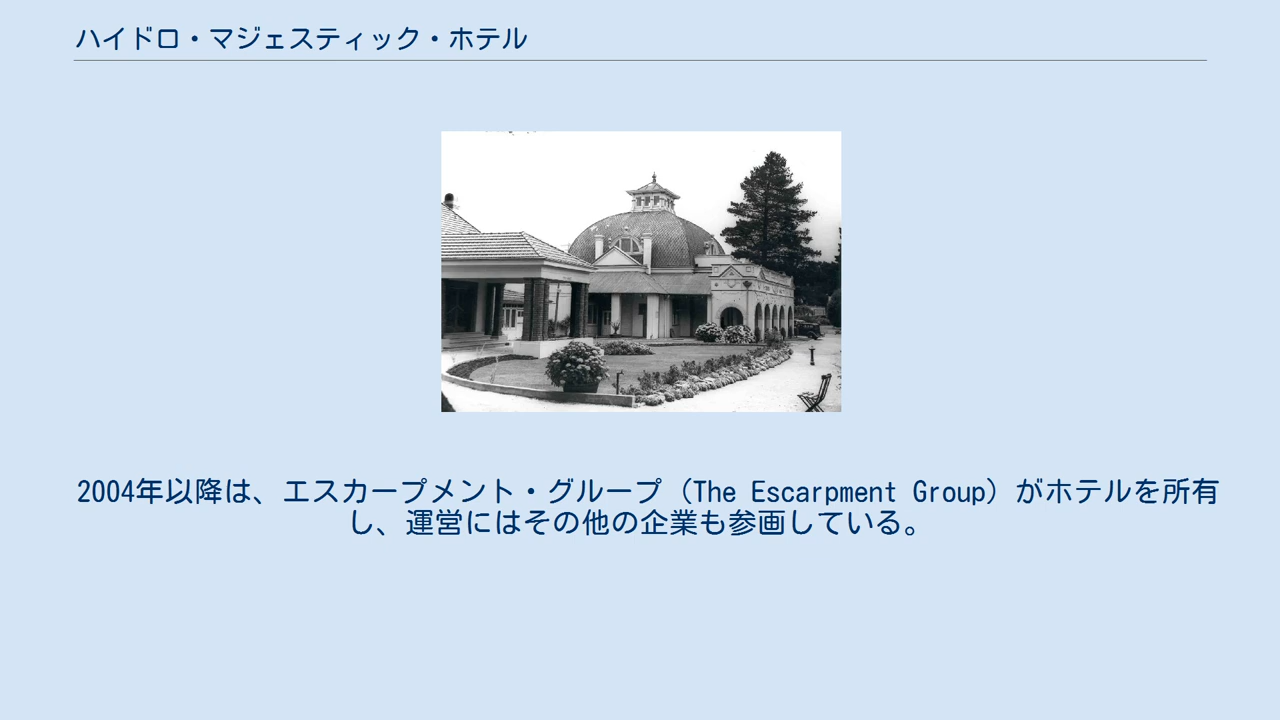 ハイドロ・マジェスティック・ホテル
2004年以降は、エスカープメント・グループ（The Escarpment Group）がホテルを所有
し、運営にはその他の企業も参画している。